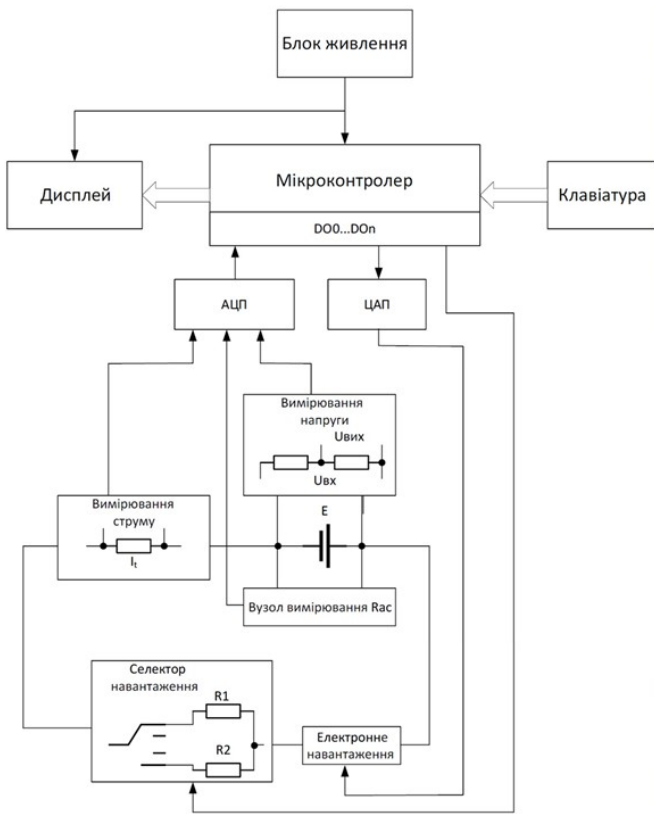 Блок живлення
Дисплей
Мікроконтролер
Клавіатура
DO0...DOn
АЦП
ЦАП
Вимірювання
напруги
Uвих
Uвх
Вимірювання
струму
It
E
Вузол вимірювання Rac
Селектор
навантаження
R1
R2
Електронне
навантаження